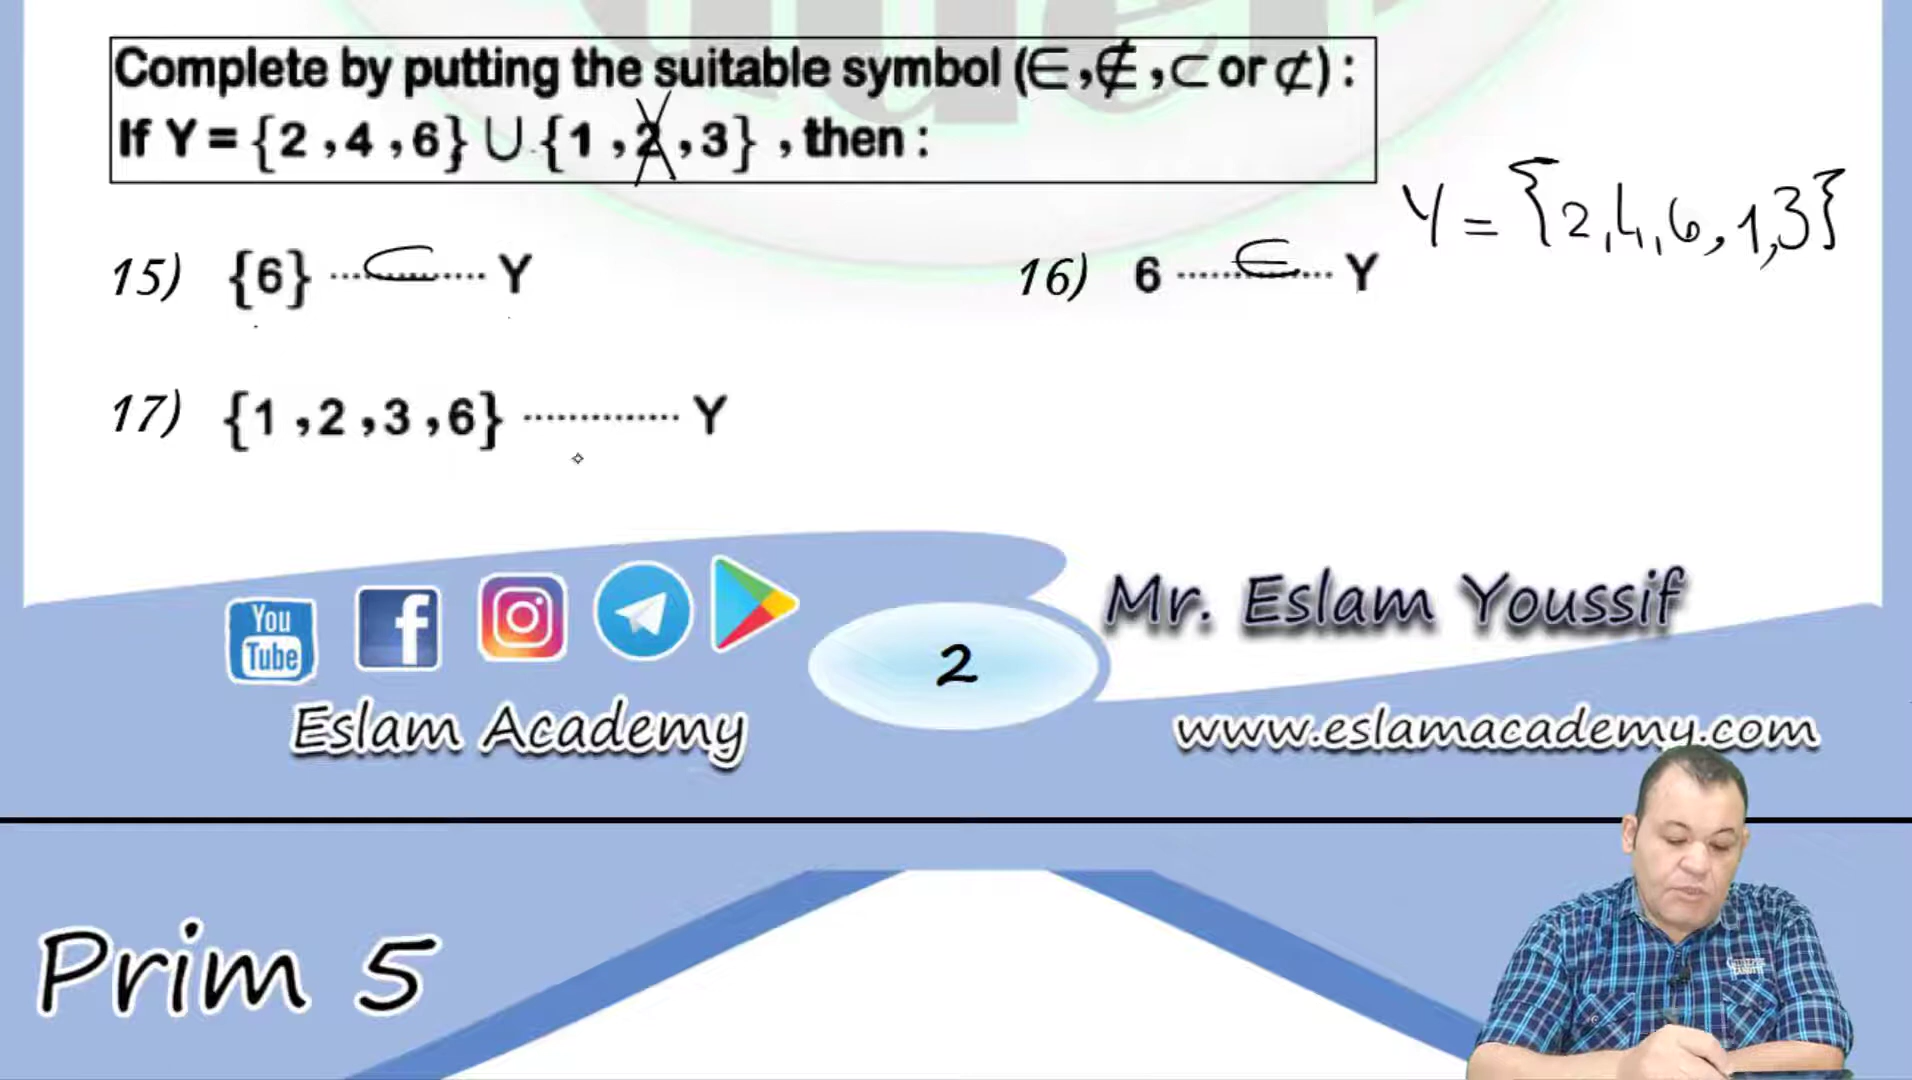 Complete by putting the suitable symbol (∈ , ∉ , ⊂ or ⊄) :
If Y = {2 , 4 , 6} ∪ {1 , 2 , 3} , then :
Y = {2, 4, 6, 1, 3}
15) {6} ....⊂.... Y
16) 6 ....∈.... Y
17) {1 , 2 , 3 , 6} .............. Y
You Tube
f
Mr. Eslam Youssif
2
Eslam Academy
www.eslamacademy.com
Prim 5